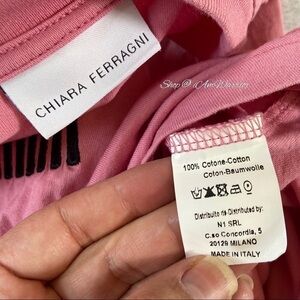 CHIARA FERRAGNI
Shop @
100% Cotone-Cotton
Coton-Baumwolle
Distribuito da-Distributed by:
N1 SRL
C.so Concordia, 5
20129 MILANO
MADE IN ITALY